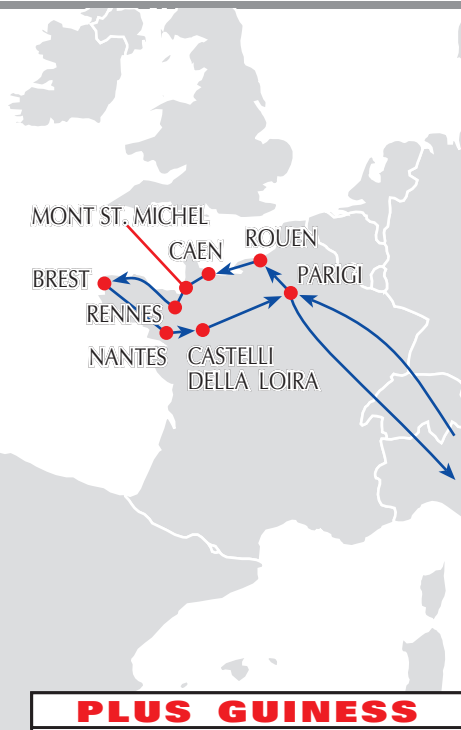 MONT ST. MICHEL
ROUEN
CAEN
PARIGI
BREST
RENNES
NANTES
CASTELLI
DELLA LOIRA
PLUS GUINESS